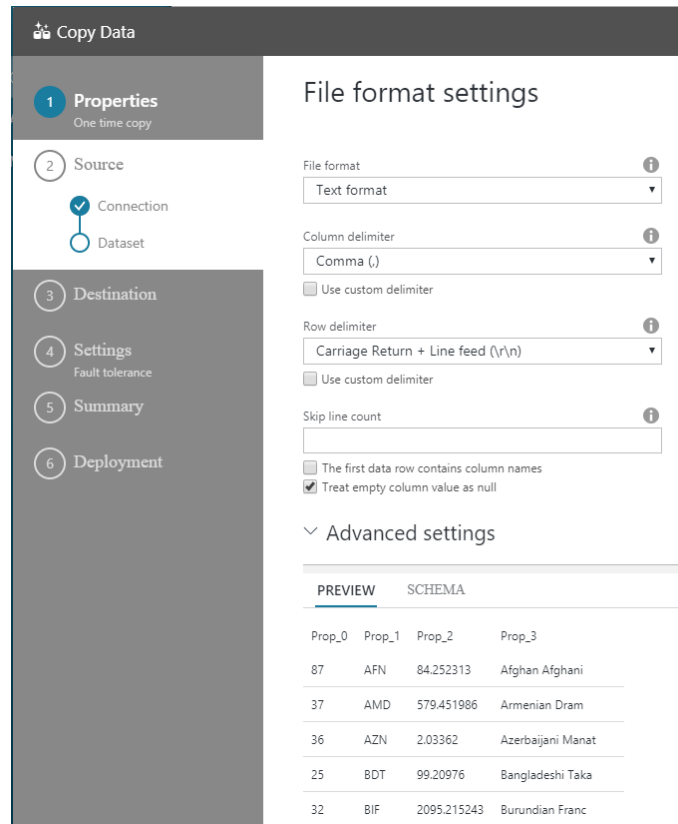 Copy Data
1 Properties
One time copy
2 Source
Connection
Dataset
3 Destination
4 Settings
Fault tolerance
5 Summary
6 Deployment
File format settings
File format
Text format
Column delimiter
Comma (,)
Use custom delimiter
Row delimiter
Carriage Return + Line feed (\r\n)
Use custom delimiter
Skip line count
The first data row contains column names
Treat empty column value as null
Advanced settings
PREVIEW SCHEMA
Prop_0 Prop_1 Prop_2 Prop_3
87 AFN 84.252313 Afghan Afghani
37 AMD 579.451986 Armenian Dram
36 AZN 2.03362 Azerbaijani Manat
25 BDT 99.20976 Bangladeshi Taka
32 BIF 2095.215243 Burundian Franc